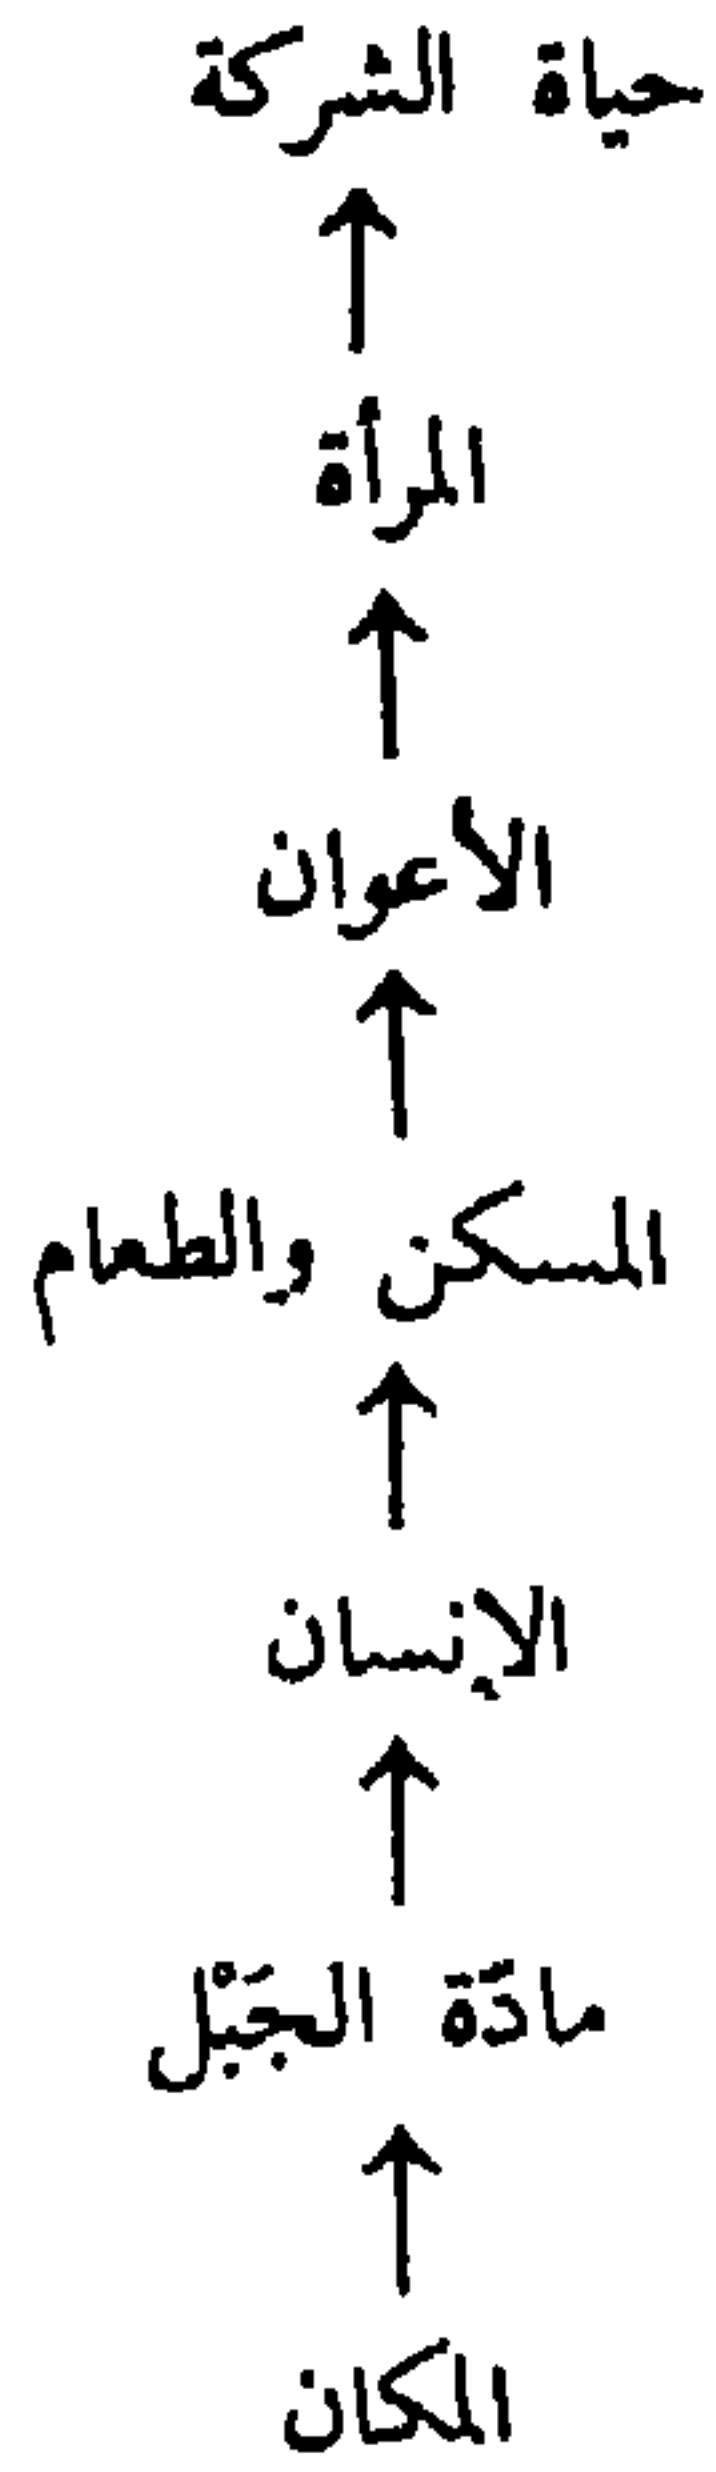 حياة الشركة
المرأة
الأعوان
المسكن والطعام
الإنسان
مادّة الجَبْل
المكان